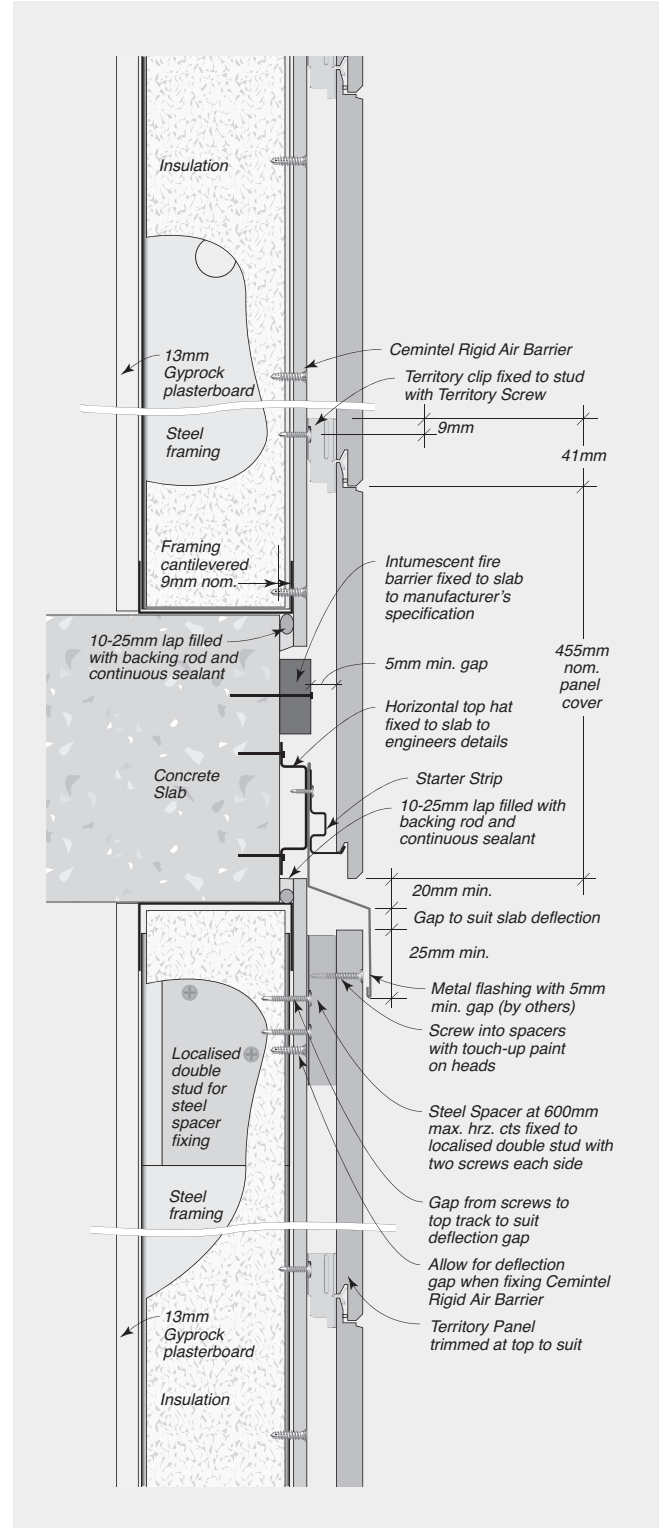 Insulation
13mm
Gyprock
plasterboard
Cemintel Rigid Air Barrier
Territory clip fixed to stud
with Territory Screw
9mm
41mm
Steel
framing
Framing
cantilevered
9mm nom.
Intumescent fire
barrier fixed to slab
to manufacturer's
specification
10-25mm lap filled
with backing rod and
continuous sealant
5mm min. gap
455mm
nom.
panel
cover
Horizontal top hat
fixed to slab to
engineers details
Concrete
Slab
Starter Strip
10-25mm lap filled with
backing rod and
continuous sealant
20mm min.
Gap to suit slab deflection
25mm min.
Metal flashing with 5mm
min. gap (by others)
Screw into spacers
with touch-up paint
on heads
Localised
double
stud for
steel
spacer
fixing
Steel Spacer at 600mm
max. hrz. cts fixed to
localised double stud with
two screws each side
Steel
framing
Gap from screws to
top track to suit
deflection gap
Allow for deflection
gap when fixing Cemintel
Rigid Air Barrier
13mm
Gyprock
plasterboard
Territory Panel
trimmed at top to suit
Insulation